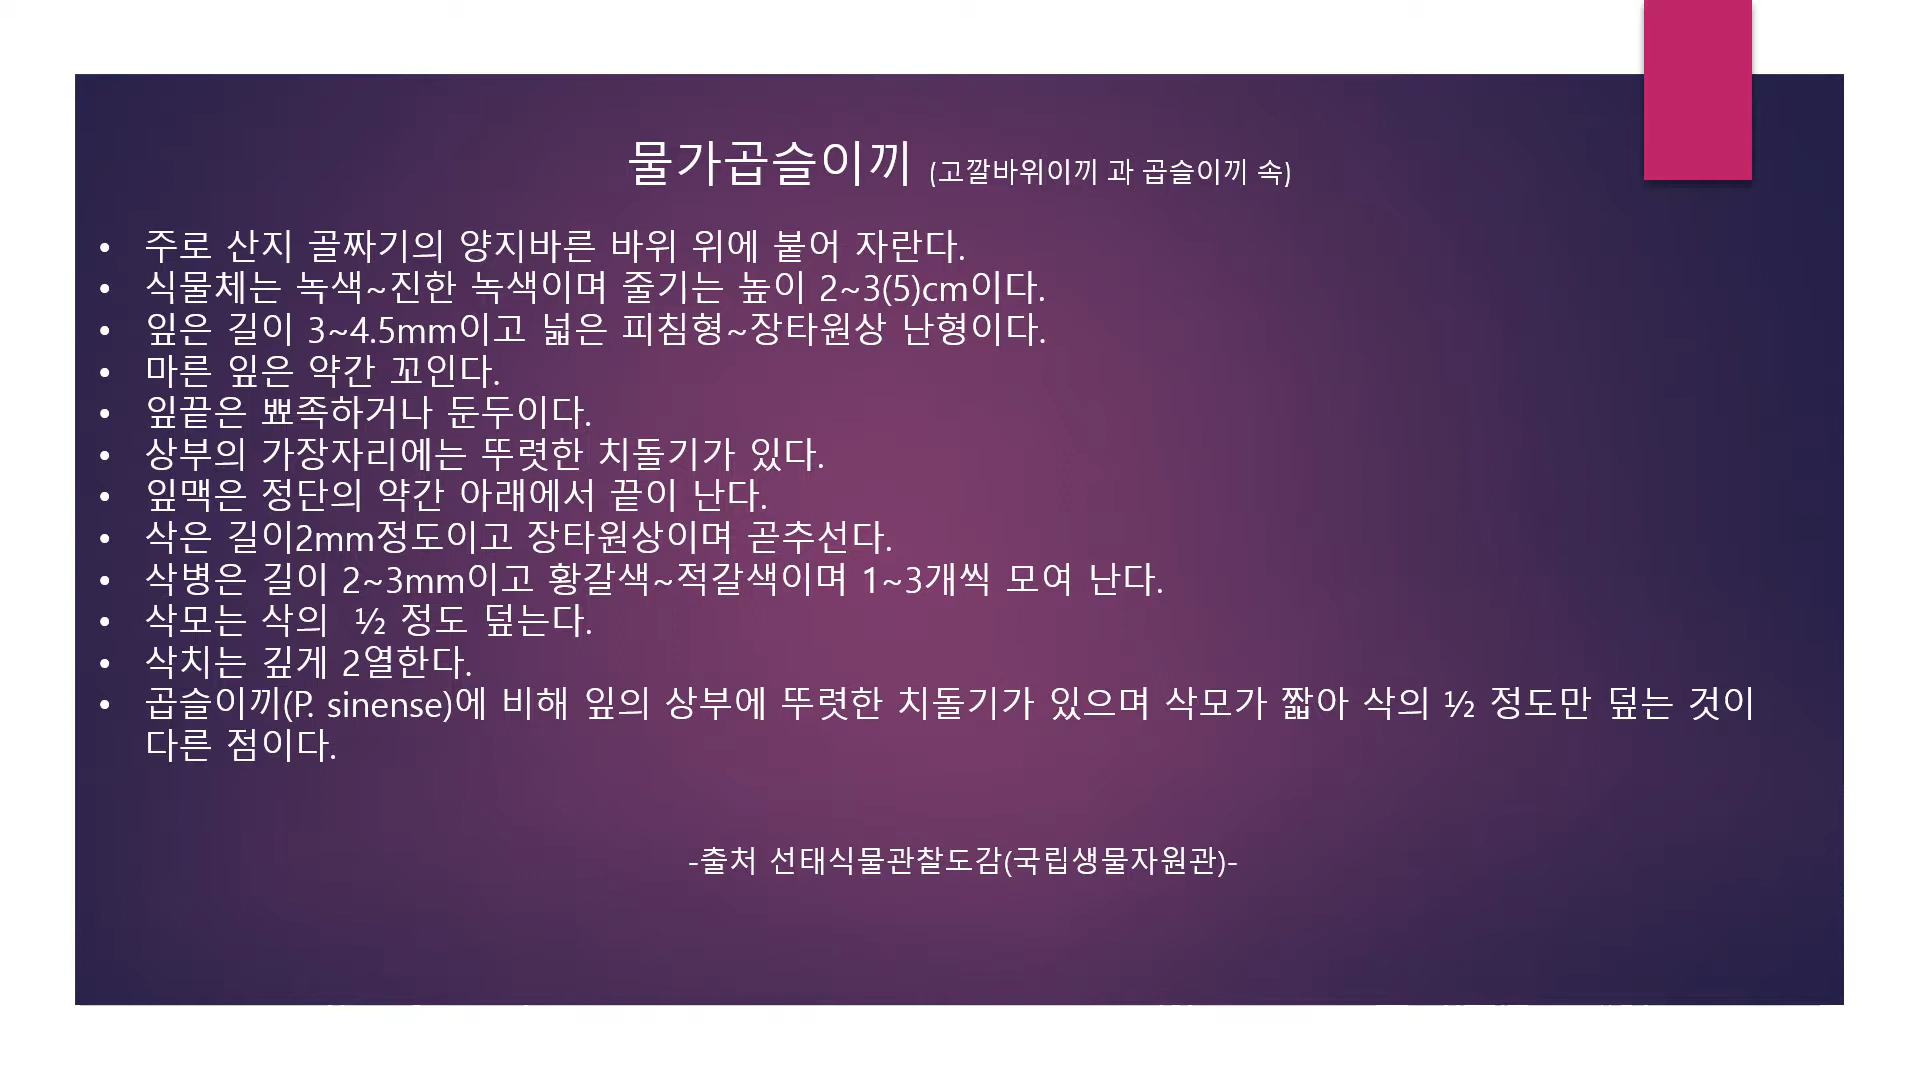 물가곱슬이끼 (고깔바위이끼 과 곱슬이끼 속)
• 주로 산지 골짜기의 양지바른 바위 위에 붙어 자란다.
• 식물체는 녹색~진한 녹색이며 줄기는 높이 2~3(5)cm이다.
• 잎은 길이 3~4.5mm이고 넓은 피침형~장타원상 난형이다.
• 마른 잎은 약간 꼬인다.
• 잎끝은 뾰족하거나 둔두이다.
• 상부의 가장자리에는 뚜렷한 치돌기가 있다.
• 잎맥은 정단의 약간 아래에서 끝이 난다.
• 삭은 길이2mm정도이고 장타원상이며 곧추선다.
• 삭병은 길이 2~3mm이고 황갈색~적갈색이며 1~3개씩 모여 난다.
• 삭모는 삭의 ½ 정도 덮는다.
• 삭치는 깊게 2열한다.
• 곱슬이끼(P. sinense)에 비해 잎의 상부에 뚜렷한 치돌기가 있으며 삭모가 짧아 삭의 ½ 정도만 덮는 것이
다른 점이다.
-출처 선태식물관찰도감(국립생물자원관)-